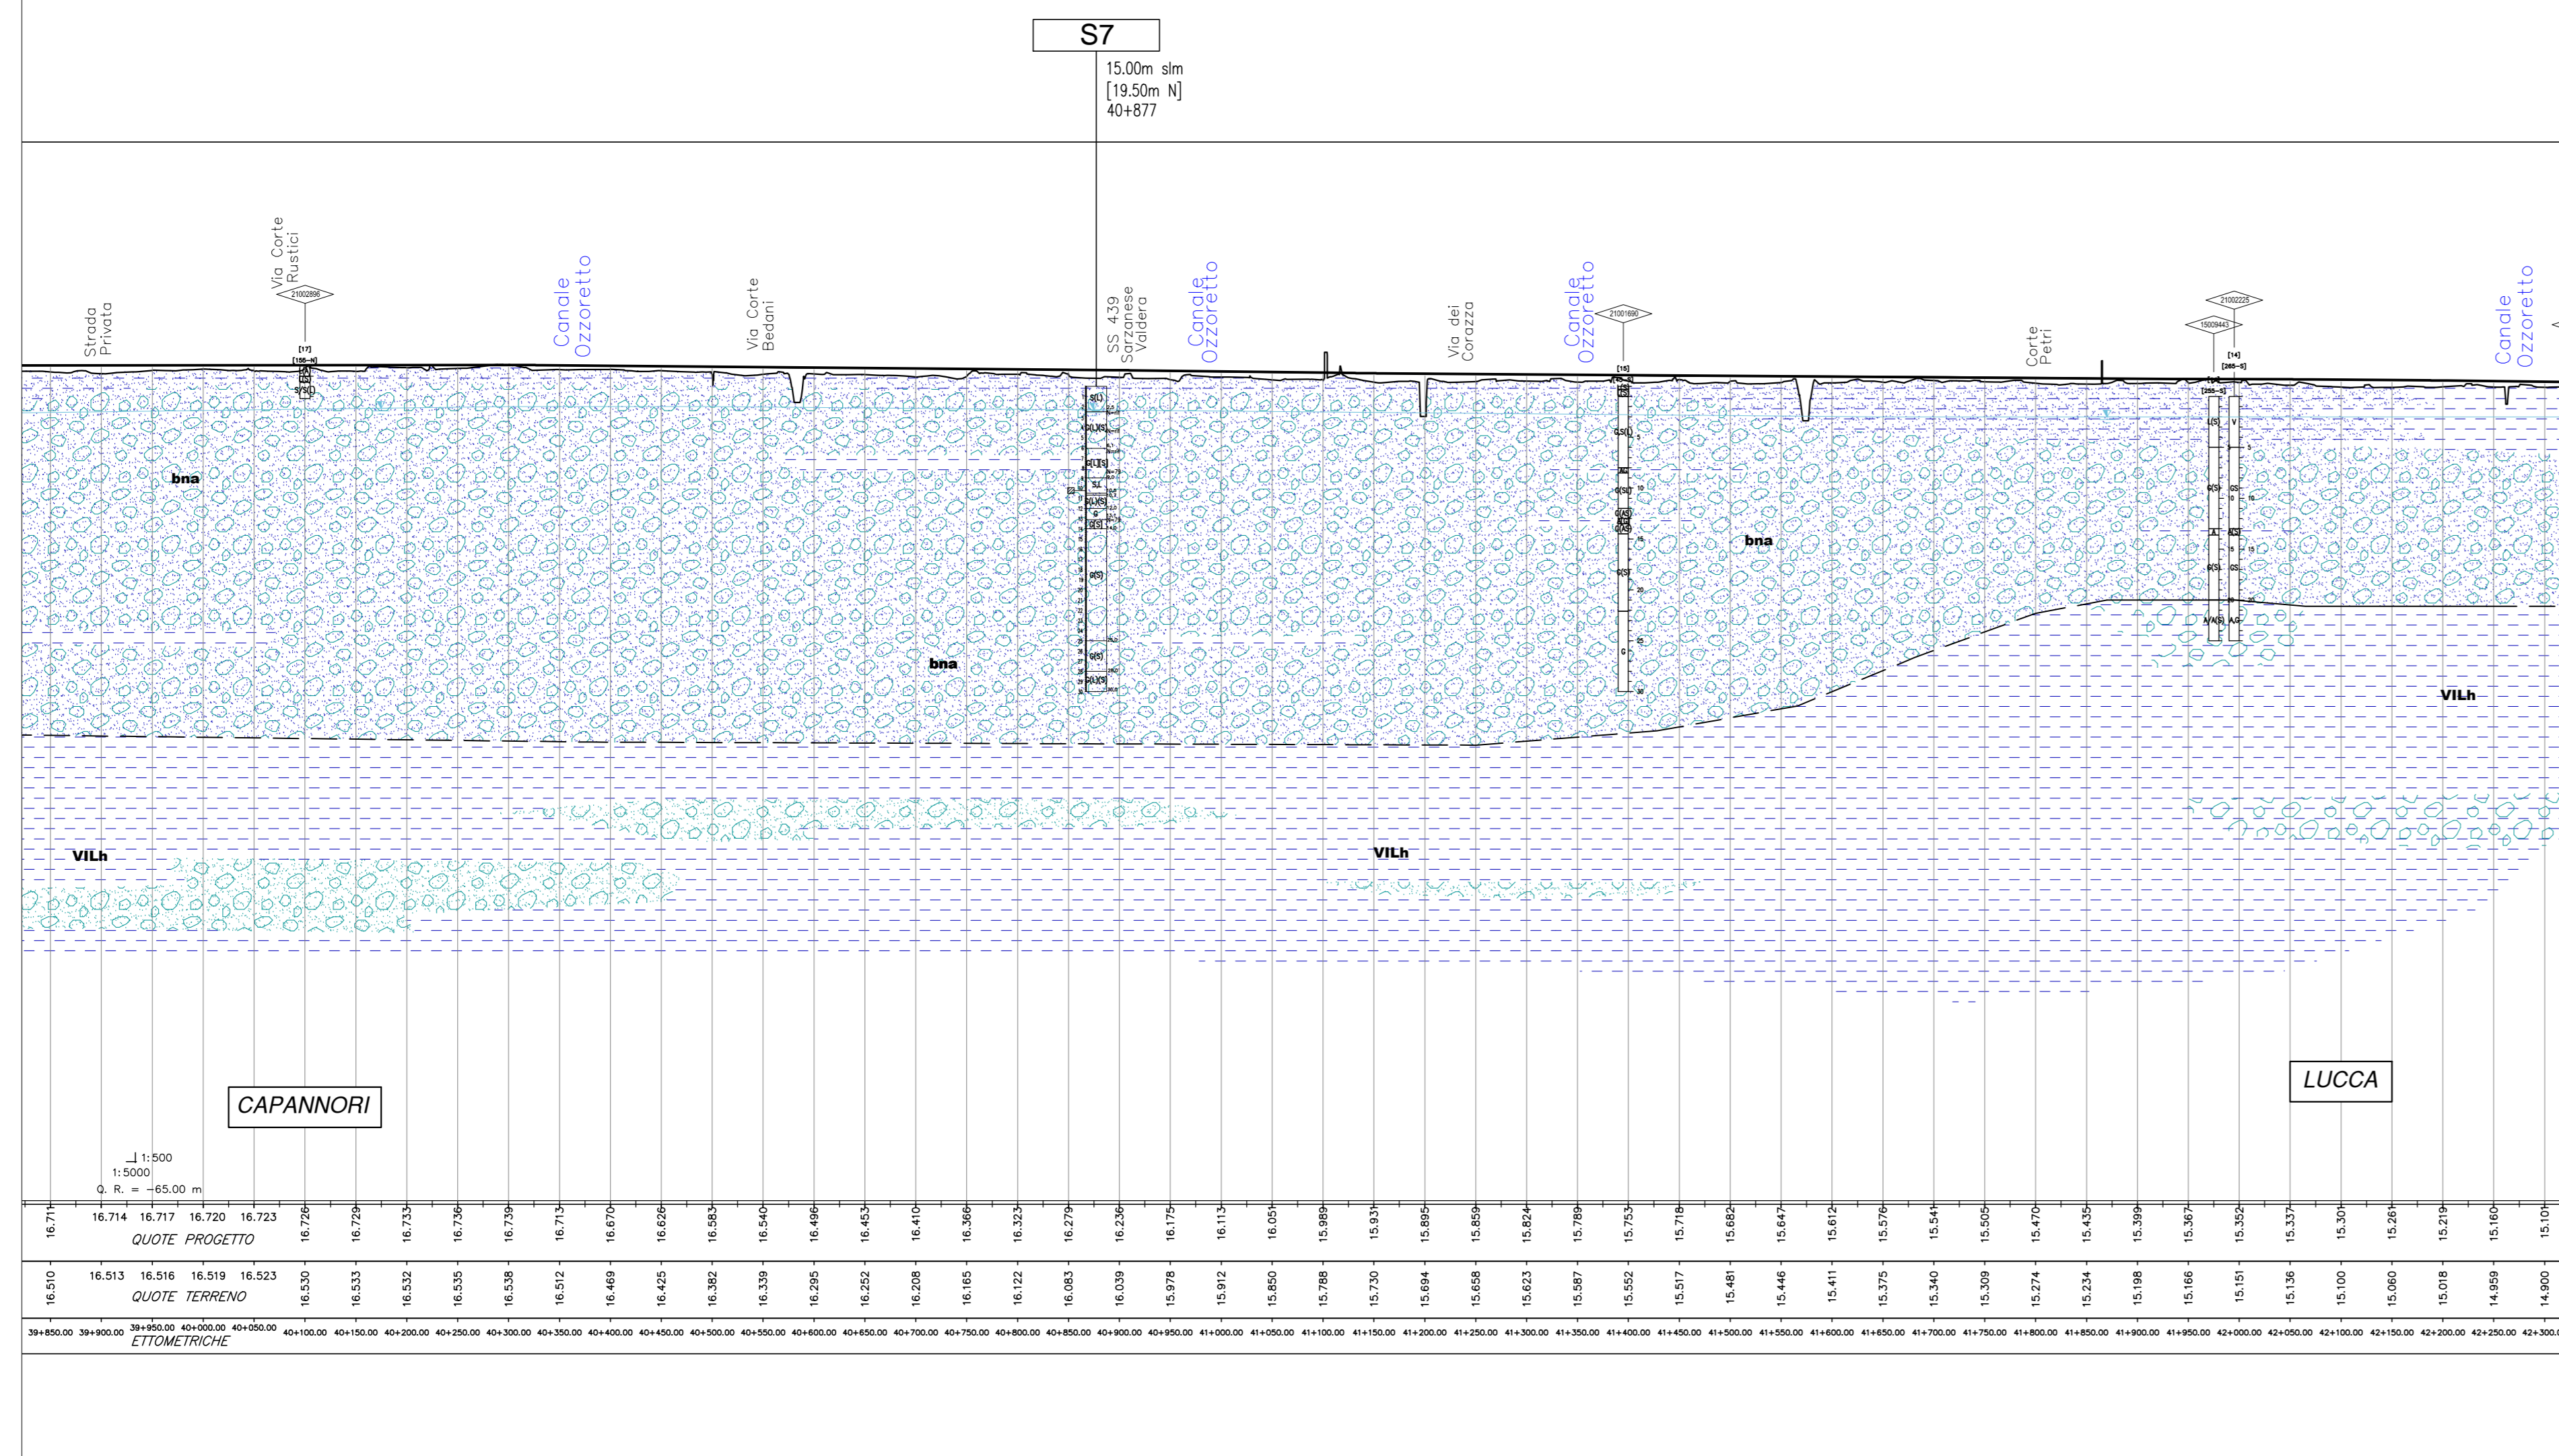 S7
15.00m slm
[19.50m N]
40+877
Strada
Privata
Via Corte
Rustici
21002896
[17]
[156-N]
Canale
Ozzoretto
Via Corte
Bedani
SS 439
Sarzanese
Valdera
Canale
Ozzoretto
Via dei
Corazza
Canale
Ozzoretto
21001690
[15]
Corte
Petri
15009443
21002225
[14]
[265-S]
[255-S]
Canale
Ozzoretto
S(L)
G(L)(S)
G(L)(S)
S,L
G(L)(S)
G
G(S)
G(S)
G(S)
G(L)(S)
G,S(L)
G(SL)
G(AS)
G(AS)
G(S)
G
5
10
15
20
25
30
L(S)
V
G(S)
GS
A
A(S)
G(S)
GS
A/A(S)
A,G
bna
bna
bna
VILh
VILh
VILh
CAPANNORI
LUCCA
1:500
1:5000
Q. R. = -65.00 m
16.711 16.714 16.717 16.720 16.723 16.726 16.729 16.733 16.736 16.739 16.713 16.670 16.626 16.583 16.540 16.496 16.453 16.410 16.366 16.323 16.279 16.236 16.175 16.113 16.051 15.989 15.931 15.895 15.859 15.824 15.789 15.753 15.718 15.682 15.647 15.612 15.576 15.541 15.505 15.470 15.435 15.399 15.367 15.352 15.337 15.301 15.261 15.219 15.160 15.101
QUOTE PROGETTO
16.510 16.513 16.516 16.519 16.523 16.530 16.533 16.532 16.535 16.538 16.512 16.469 16.425 16.382 16.339 16.295 16.252 16.208 16.165 16.122 16.083 16.039 15.978 15.912 15.850 15.788 15.730 15.694 15.658 15.623 15.587 15.552 15.517 15.481 15.446 15.411 15.375 15.340 15.309 15.274 15.234 15.198 15.166 15.151 15.136 15.100 15.060 15.018 14.959 14.900
QUOTE TERRENO
39+850.00 39+900.00 39+950.00 40+000.00 40+050.00 40+100.00 40+150.00 40+200.00 40+250.00 40+300.00 40+350.00 40+400.00 40+450.00 40+500.00 40+550.00 40+600.00 40+650.00 40+700.00 40+750.00 40+800.00 40+850.00 40+900.00 40+950.00 41+000.00 41+050.00 41+100.00 41+150.00 41+200.00 41+250.00 41+300.00 41+350.00 41+400.00 41+450.00 41+500.00 41+550.00 41+600.00 41+650.00 41+700.00 41+750.00 41+800.00 41+850.00 41+900.00 41+950.00 42+000.00 42+050.00 42+100.00 42+150.00 42+200.00 42+250.00 42+300.0
ETTOMETRICHE